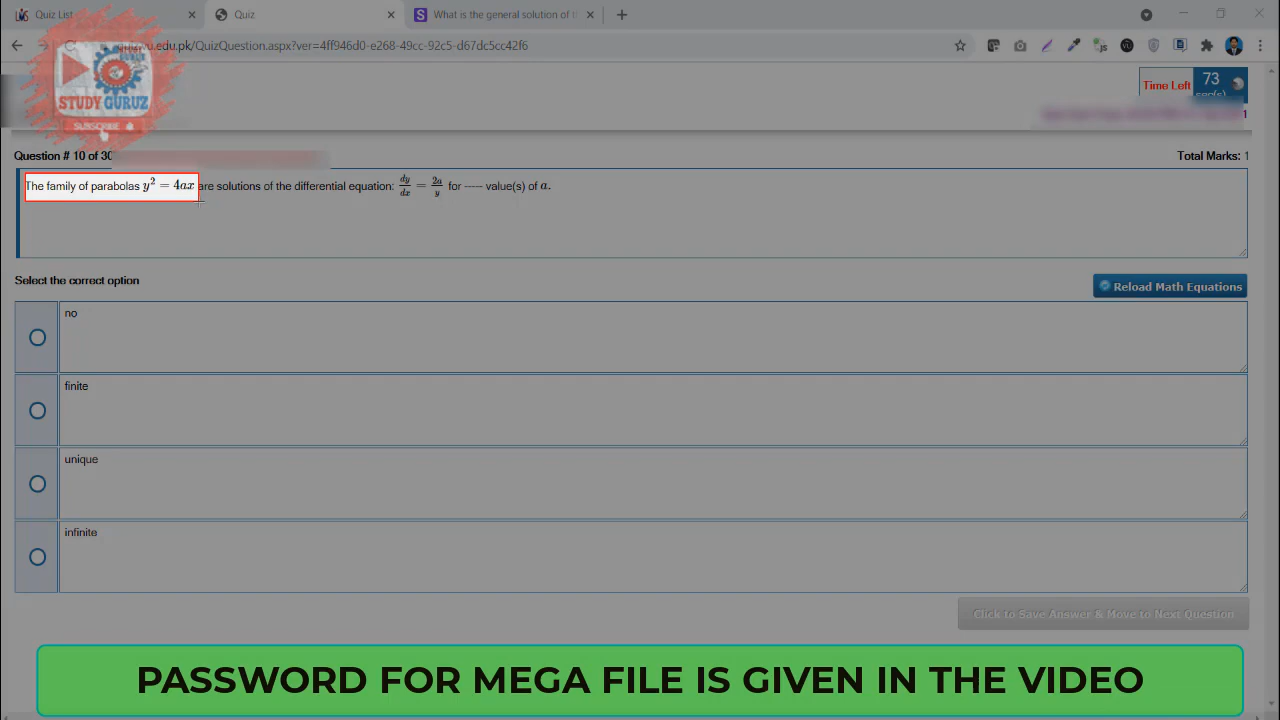 Quiz List
Quiz
What is the general solution of t
vu.edu.pk/QuizQuestion.aspx?ver=4ff946d0-e268-49cc-92c5-d67dc5cc42f6
STUDY GURUZ
SUBSCRIBE
Time Left
73
sec(s)
Question # 10 of 30
Total Marks: 1
The family of parabolas y² = 4ax are solutions of the differential equation: dy/dx = 2a/y for ----- value(s) of a.
Select the correct option
Reload Math Equations
no
finite
unique
infinite
Click to Save Answer & Move to Next Question
PASSWORD FOR MEGA FILE IS GIVEN IN THE VIDEO